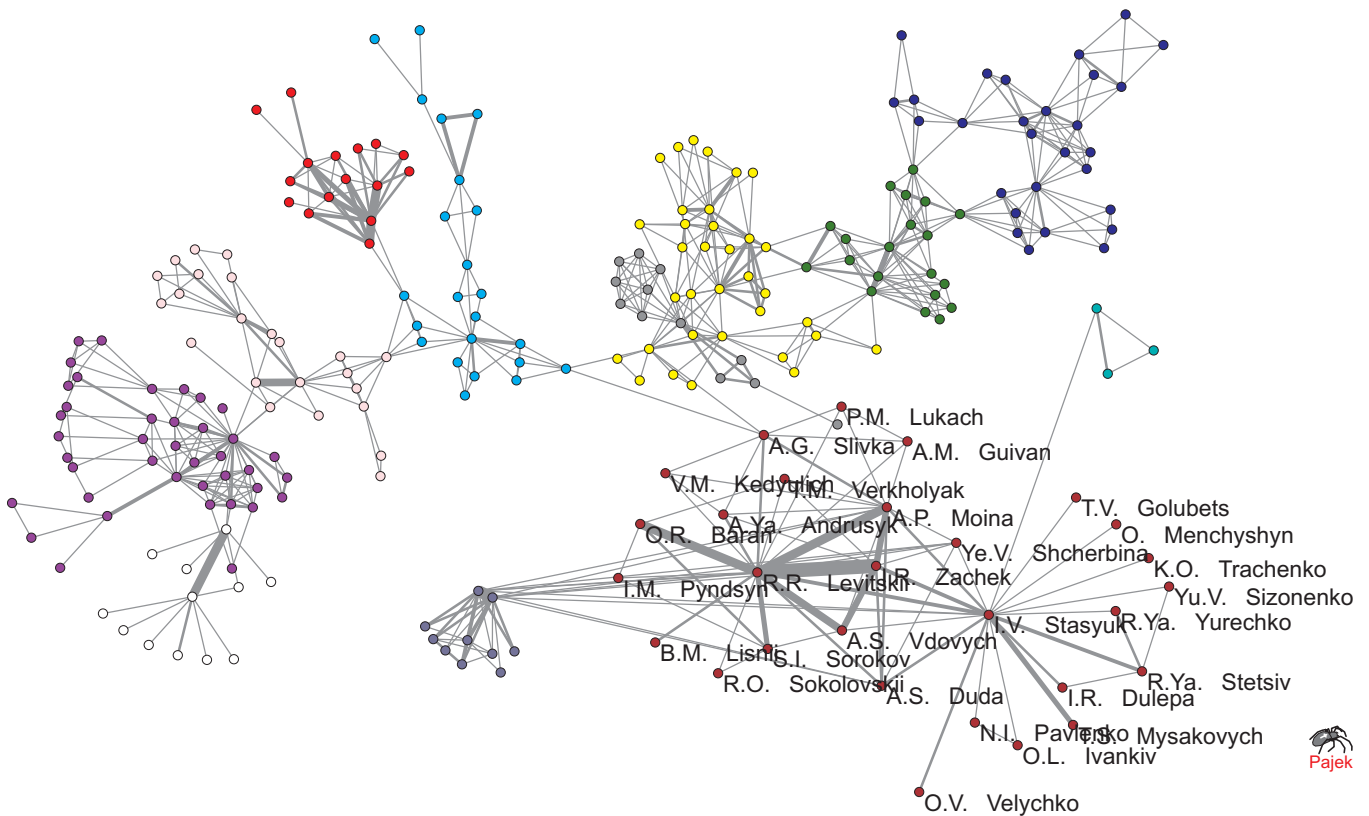 P.M. Lukach
A.G. Slivka
A.M. Guivan
V.M. Kedyulich
T.M. Verkholyak
T.V. Golubets
A.P. Moina
A.Ya. Andrusyk
O. Menchyshyn
O.R. Baran
Ye.V. Shcherbina
K.O. Trachenko
R. Zachek
R.R. Levitskii
I.M. Pyndsyn
Yu.V. Sizonenko
R.Ya. Yurechko
I.V. Stasyuk
A.S. Vdovych
B.M. Lisnii
S.I. Sorokov
R.Ya. Stetsiv
R.O. Sokolovskii
A.S. Duda
I.R. Dulepa
N.I. Pavlenko
T.S. Mysakovych
O.L. Ivankiv
Pajek
O.V. Velychko